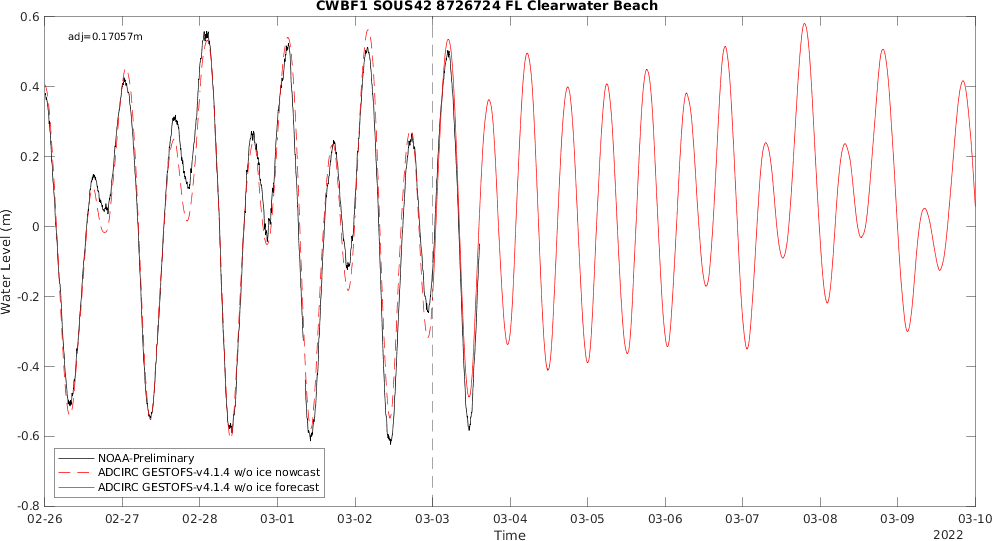 CWBF1 SOUS42 8726724 FL Clearwater Beach
adj=0.17057m
0.6
0.4
0.2
0
-0.2
-0.4
-0.6
-0.8
Water Level (m)
NOAA-Preliminary
ADCIRC GESTOFS-v4.1.4 w/o ice nowcast
ADCIRC GESTOFS-v4.1.4 w/o ice forecast
02-26 02-27 02-28 03-01 03-02 03-03 03-04 03-05 03-06 03-07 03-08 03-09 03-10
Time
2022